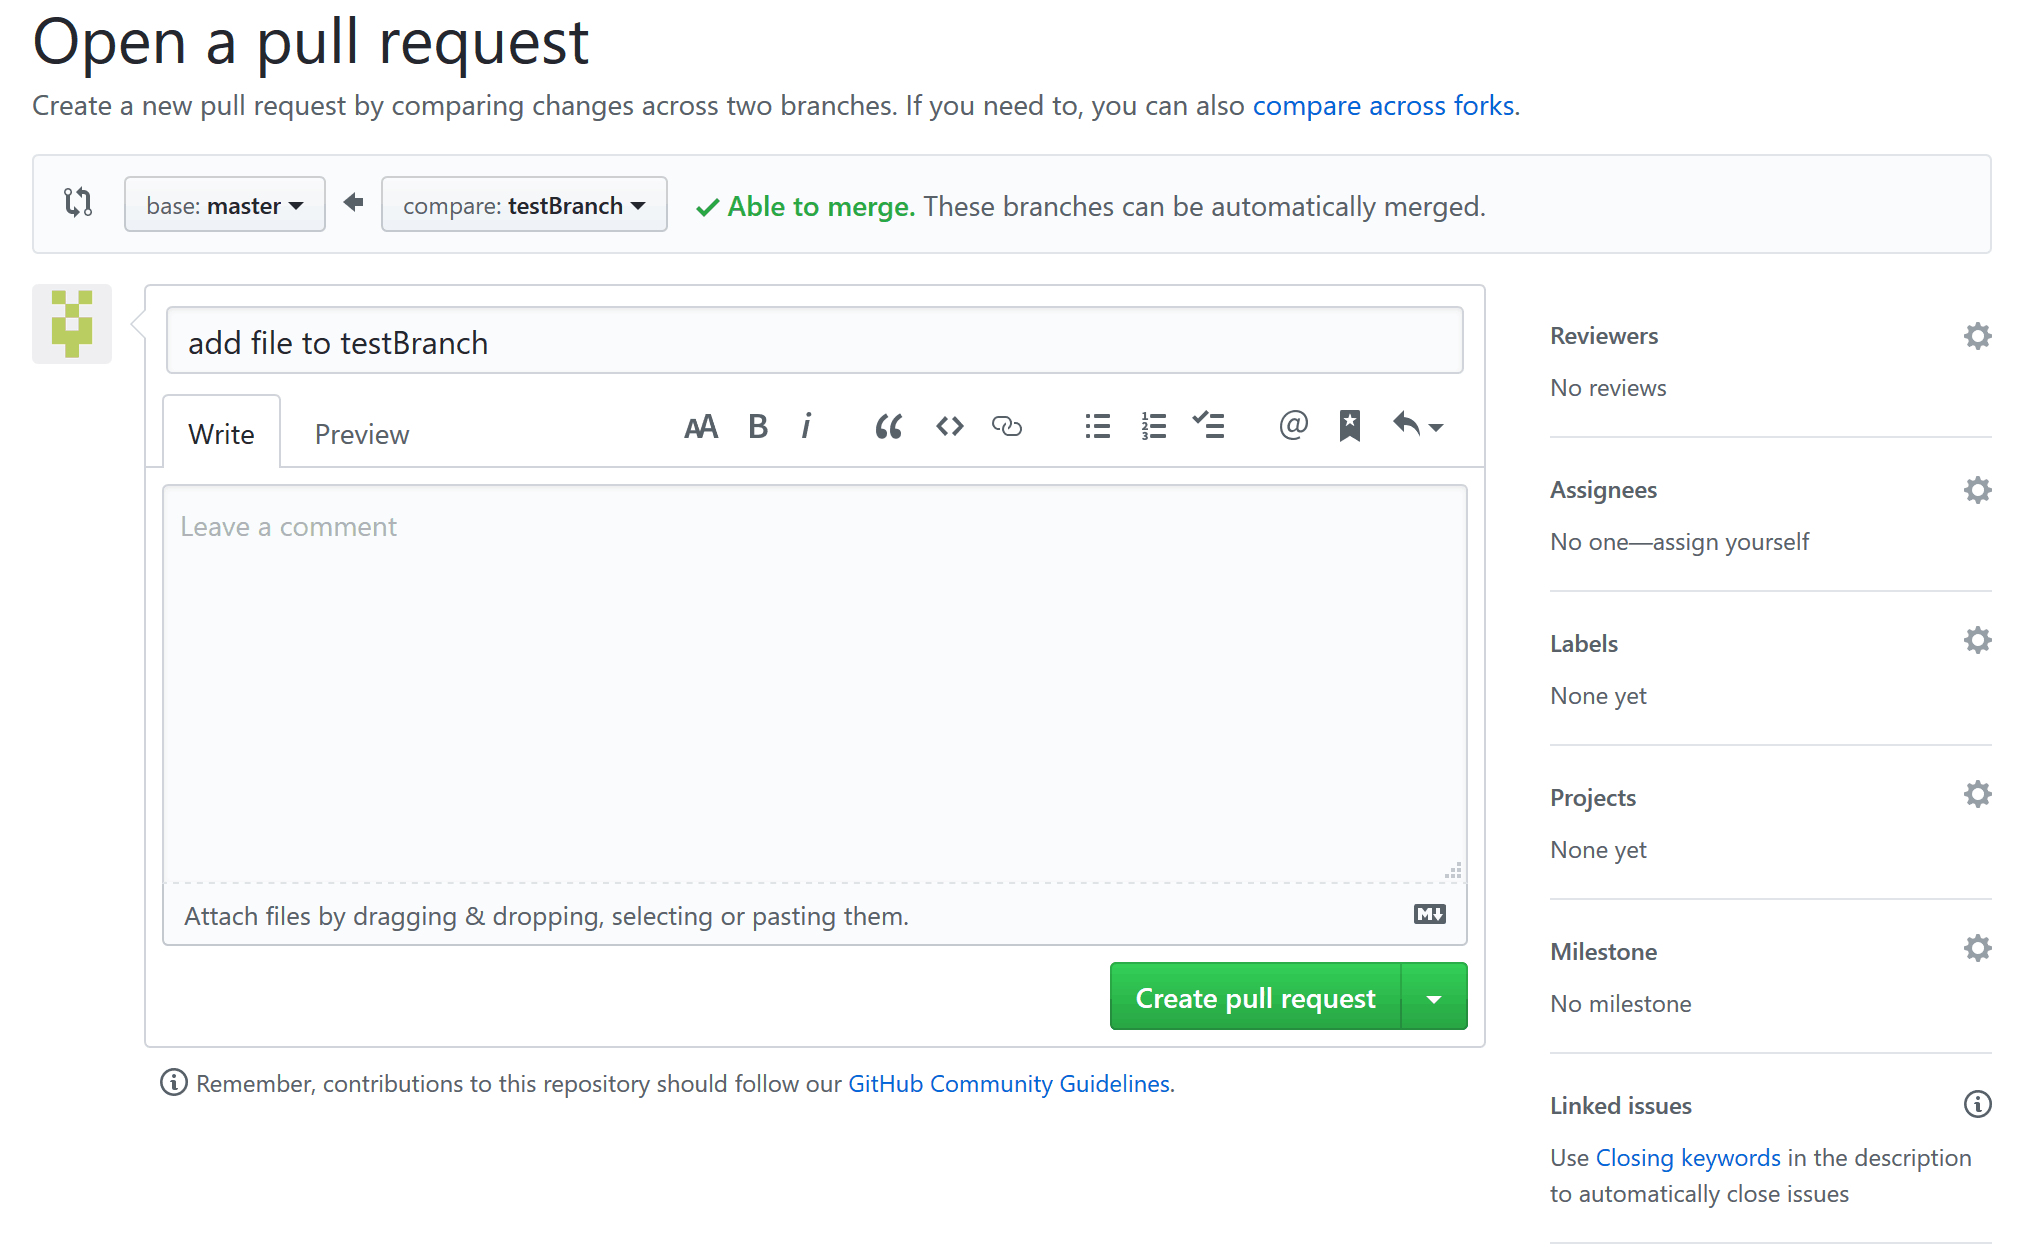 Open a pull request
Create a new pull request by comparing changes across two branches. If you need to, you can also compare across forks.
base: master
compare: testBranch
Able to merge. These branches can be automatically merged.
add file to testBranch
Write
Preview
AA B i
@
Leave a comment
Attach files by dragging & dropping, selecting or pasting them.
M
Create pull request
Remember, contributions to this repository should follow our GitHub Community Guidelines.
Reviewers
No reviews
Assignees
No one—assign yourself
Labels
None yet
Projects
None yet
Milestone
No milestone
Linked issues
Use Closing keywords in the description
to automatically close issues